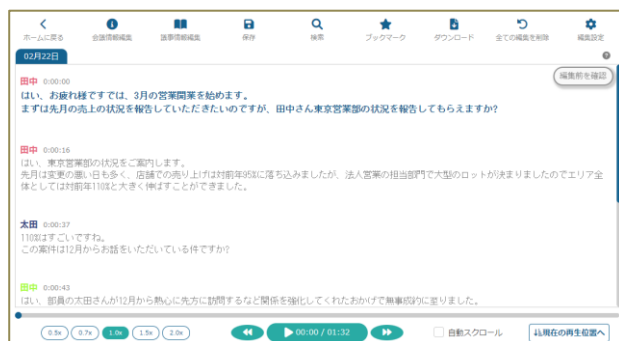 ホームに戻る 会議情報編集 議事情報編集 保存 検索 ブックマーク ダウンロード 全ての編集を削除 編集設定
02月22日
編集前を確認
田中 0:00:00
はい、お疲れ様ですでは、3月の営業開業を始めます。
まずは先月の売上の状況を報告していただきたいのですが、田中さん東京営業部の状況を報告してもらえますか?
田中 0:00:16
はい、東京営業部の状況をご案内します。
先月は変更の悪い日も多く、店舗での売り上げは対前年95%に落ち込みましたが、法人営業の担当部門で大型のロットが決まりましたのでエリア全
体としては対前年110%と大きく伸ばすことができました。
太田 0:00:37
110%はすごいですね。
この案件は12月からお話をいただいている件ですか?
田中 0:00:43
はい、部員の太田さんが12月から熱心に先方に訪問するなど関係を強化してくれたおかげで無事成約に至りました。
0.5x 0.7x 1.0x 1.5x 2.0x 00:00 / 01:32 自動スクロール 現在の再生位置へ